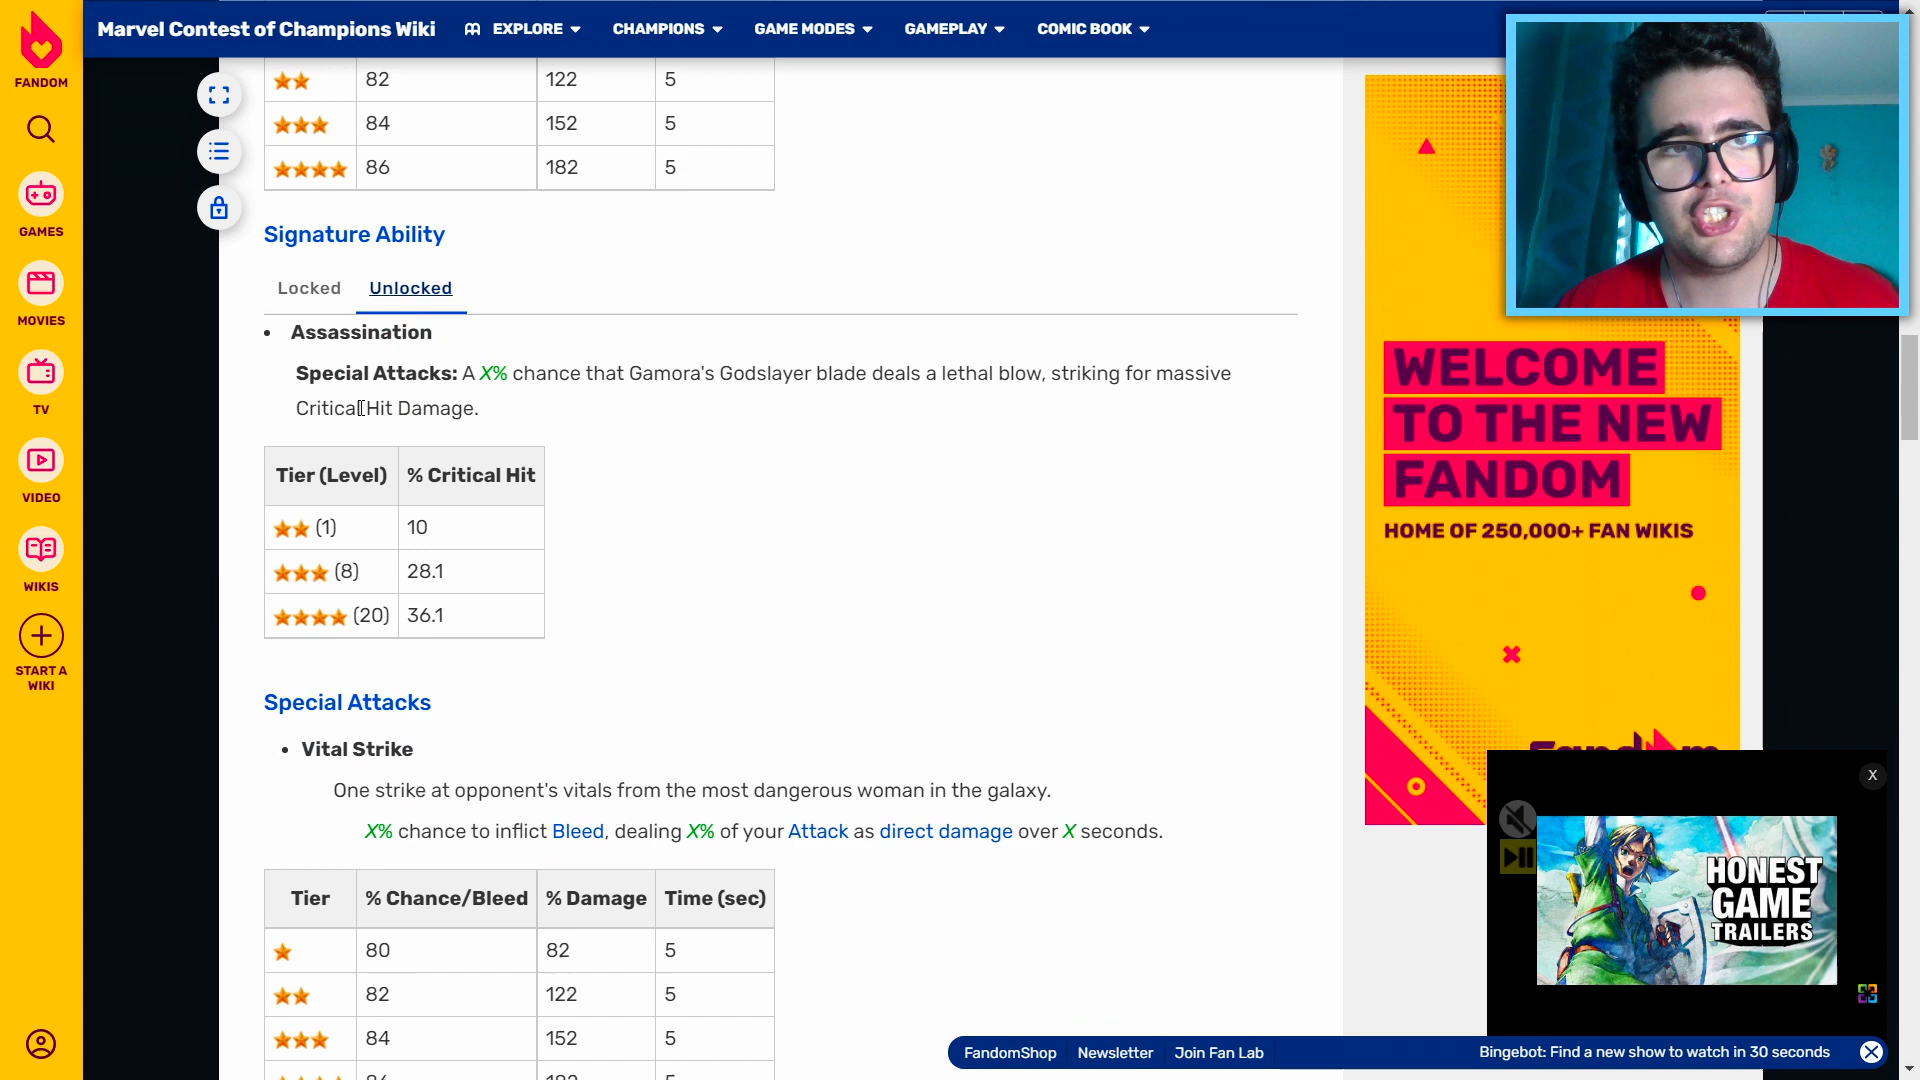 Marvel Contest of Champions Wiki
EXPLORE
CHAMPIONS
GAME MODES
GAMEPLAY
COMIC BOOK
FANDOM
GAMES
MOVIES
TV
VIDEO
WIKIS
START A
WIKI
82 122 5
84 152 5
86 182 5
Signature Ability
Locked Unlocked
Assassination
Special Attacks: A X% chance that Gamora's Godslayer blade deals a lethal blow, striking for massive
Critical Hit Damage.
Tier (Level) % Critical Hit
(1) 10
(8) 28.1
(20) 36.1
Special Attacks
Vital Strike
One strike at opponent's vitals from the most dangerous woman in the galaxy.
X% chance to inflict Bleed, dealing X% of your Attack as direct damage over X seconds.
Tier % Chance/Bleed % Damage Time (sec)
80 82 5
82 122 5
84 152 5
WELCOME
TO THE NEW
FANDOM
HOME OF 250,000+ FAN WIKIS
X
HONEST
GAME
TRAILERS
FandomShop Newsletter Join Fan Lab
Bingebot: Find a new show to watch in 30 seconds